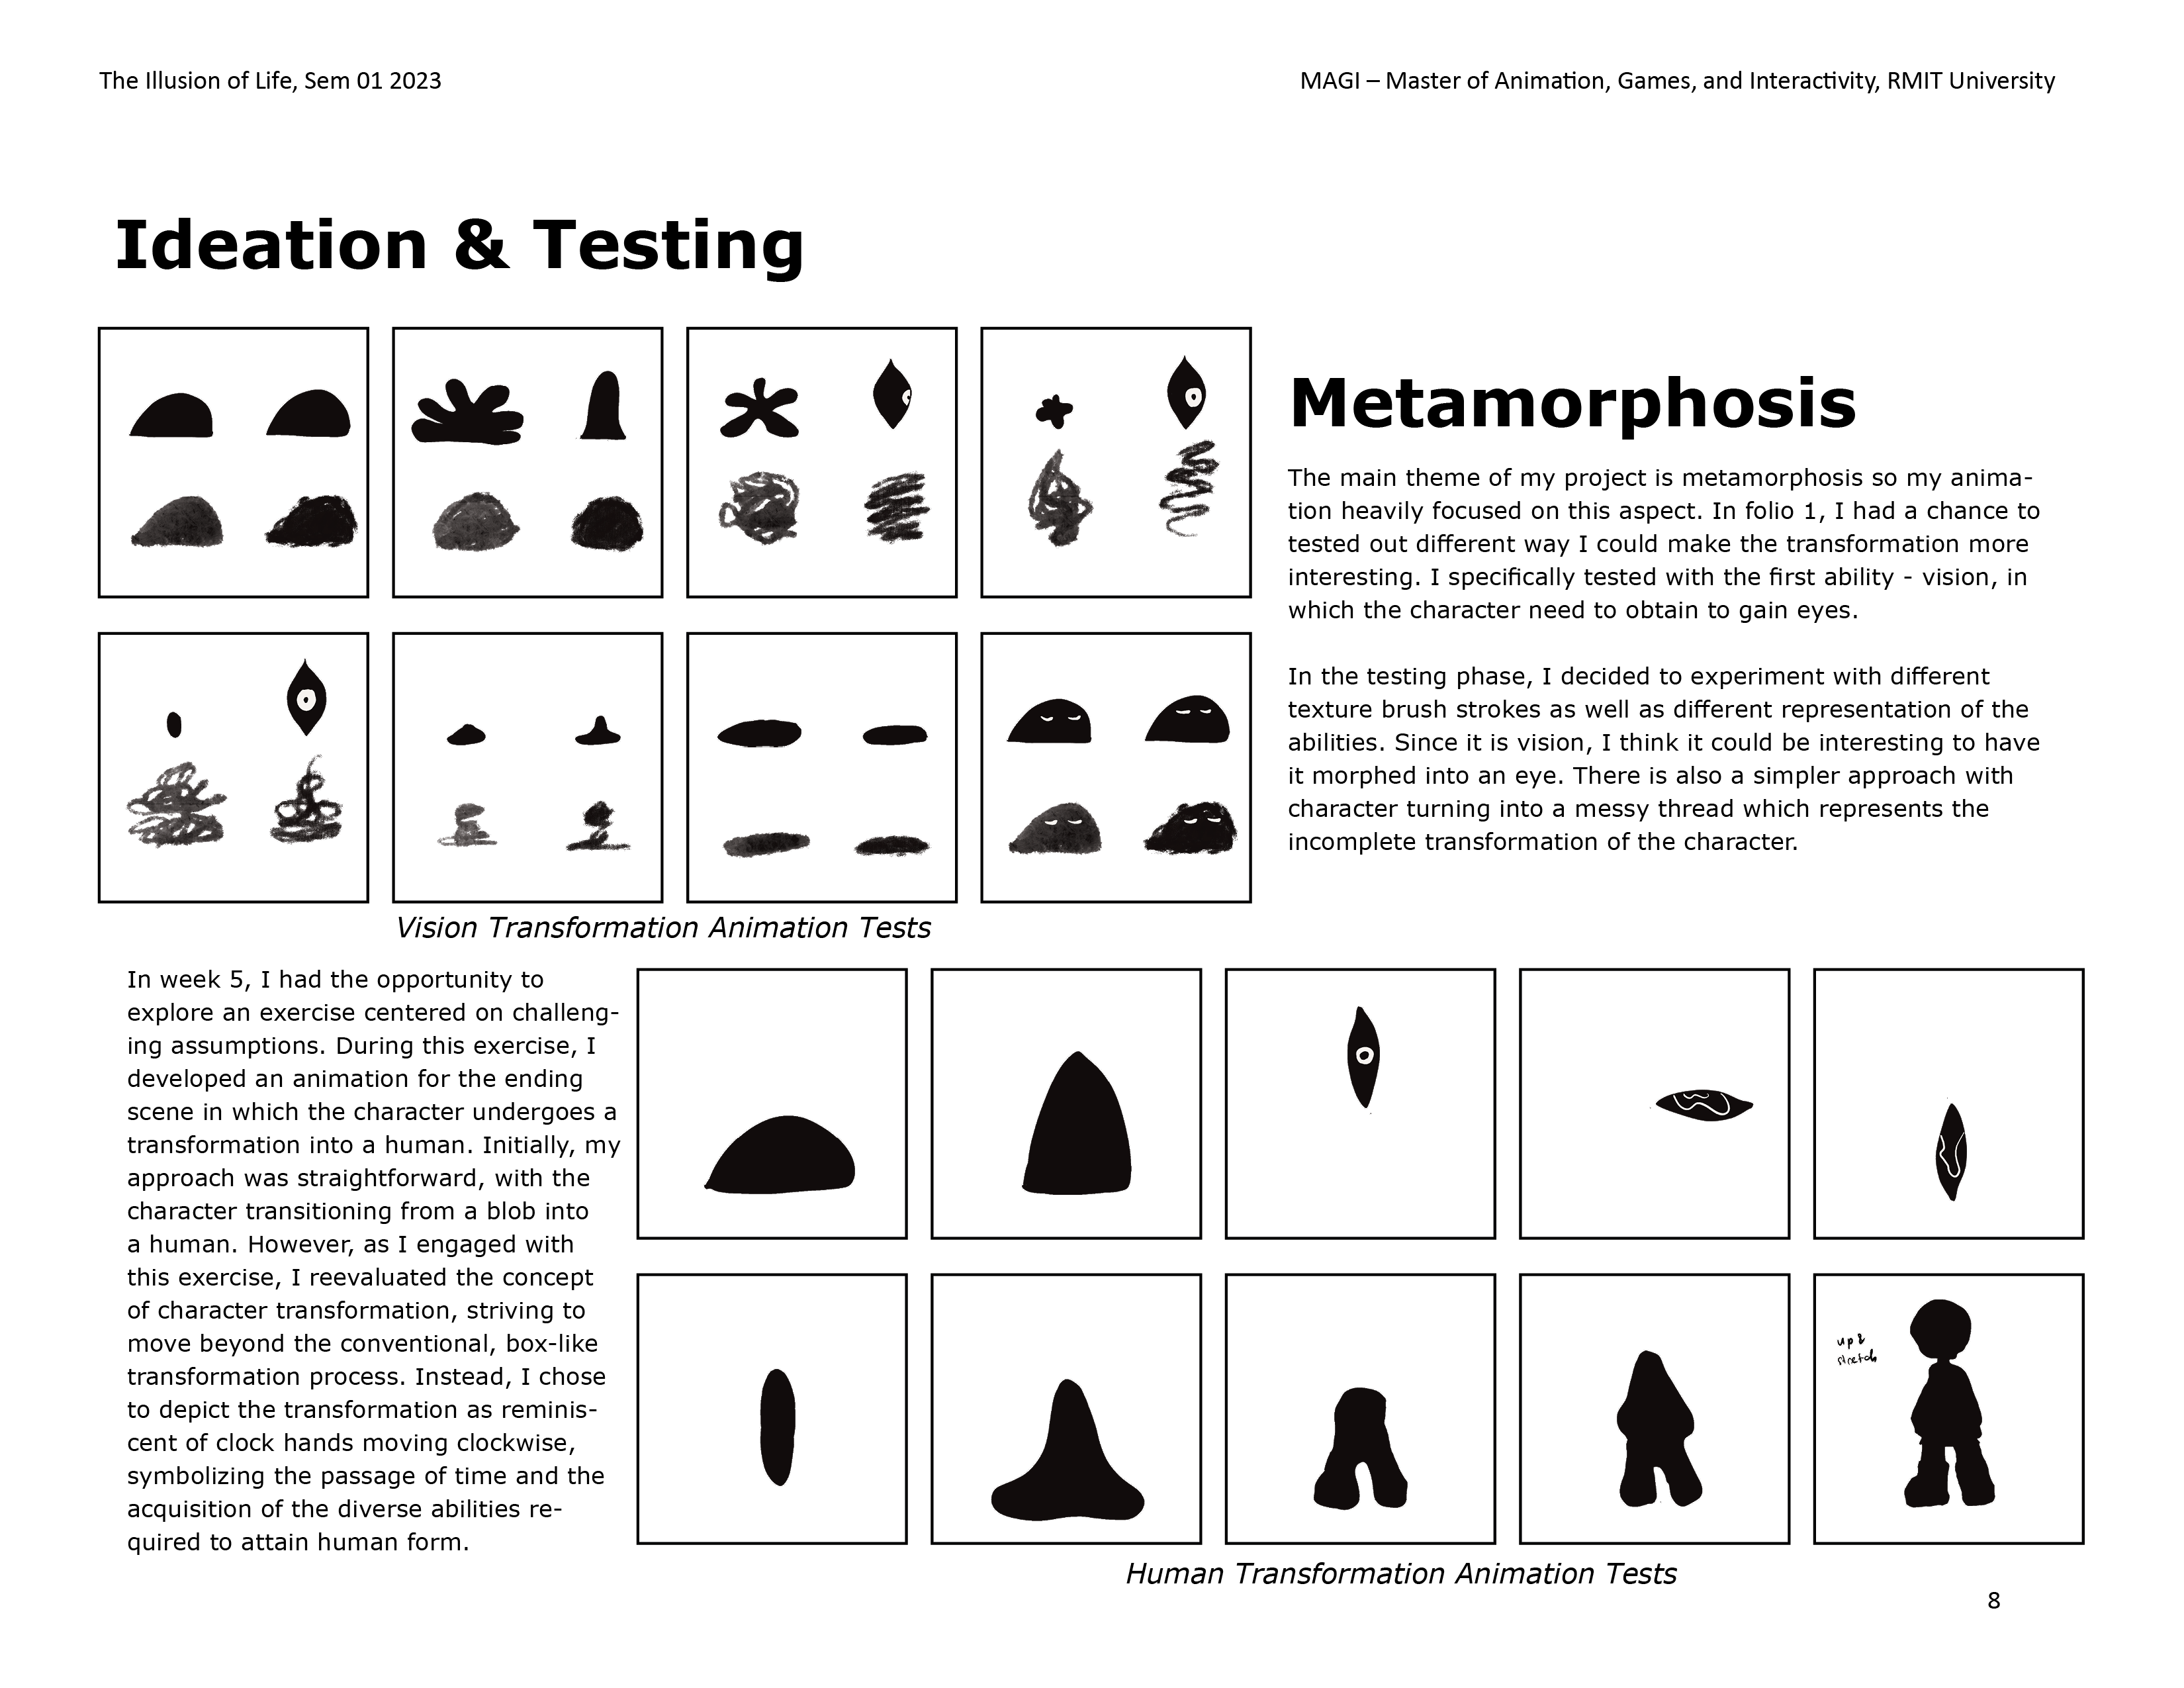 The Illusion of Life, Sem 01 2023
MAGI – Master of Animation, Games, and Interactivity, RMIT University
Ideation & Testing
Metamorphosis
The main theme of my project is metamorphosis so my anima-
tion heavily focused on this aspect. In folio 1, I had a chance to
tested out different way I could make the transformation more
interesting. I specifically tested with the first ability - vision, in
which the character need to obtain to gain eyes.
In the testing phase, I decided to experiment with different
texture brush strokes as well as different representation of the
abilities. Since it is vision, I think it could be interesting to have
it morphed into an eye. There is also a simpler approach with
character turning into a messy thread which represents the
incomplete transformation of the character.
Vision Transformation Animation Tests
In week 5, I had the opportunity to
explore an exercise centered on challeng-
ing assumptions. During this exercise, I
developed an animation for the ending
scene in which the character undergoes a
transformation into a human. Initially, my
approach was straightforward, with the
character transitioning from a blob into
a human. However, as I engaged with
this exercise, I reevaluated the concept
of character transformation, striving to
move beyond the conventional, box-like
transformation process. Instead, I chose
to depict the transformation as reminis-
cent of clock hands moving clockwise,
symbolizing the passage of time and the
acquisition of the diverse abilities re-
quired to attain human form.
up &
stretch
Human Transformation Animation Tests
8